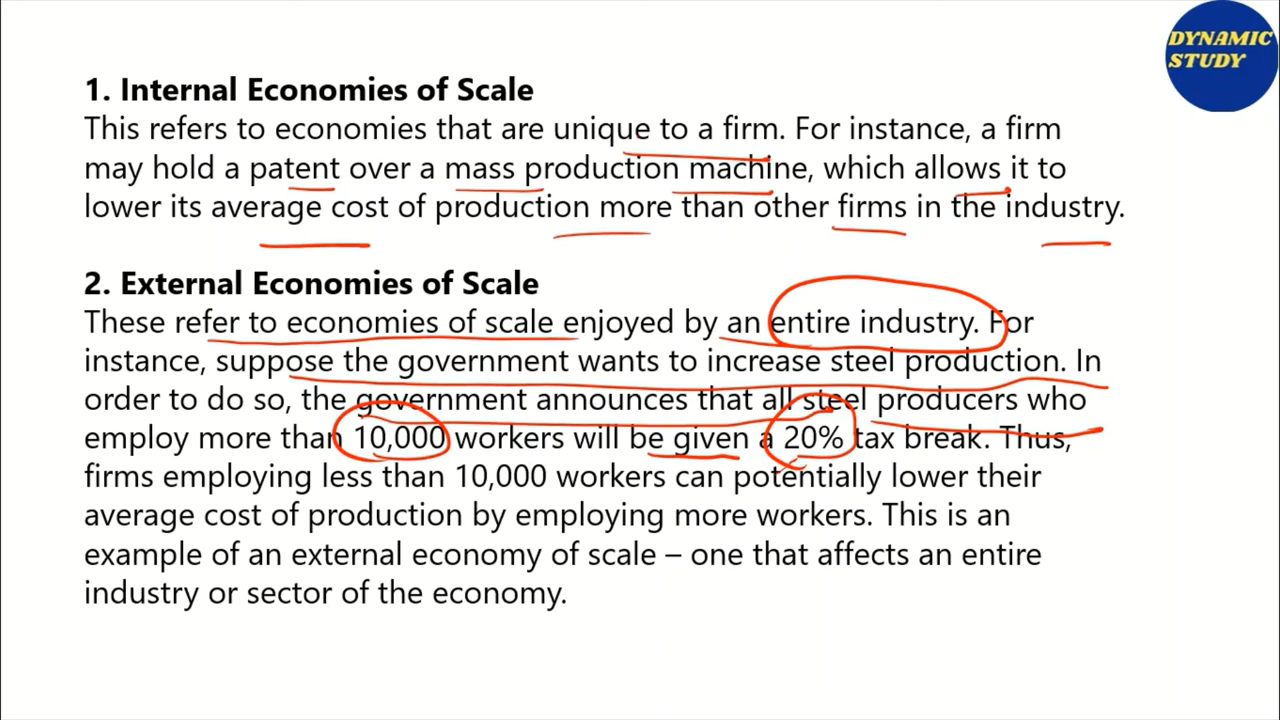 DYNAMIC
STUDY
1. Internal Economies of Scale
This refers to economies that are unique to a firm. For instance, a firm
may hold a patent over a mass production machine, which allows it to
lower its average cost of production more than other firms in the industry.
2. External Economies of Scale
These refer to economies of scale enjoyed by an entire industry. For
instance, suppose the government wants to increase steel production. In
order to do so, the government announces that all steel producers who
employ more than 10,000 workers will be given a 20% tax break. Thus,
firms employing less than 10,000 workers can potentially lower their
average cost of production by employing more workers. This is an
example of an external economy of scale – one that affects an entire
industry or sector of the economy.